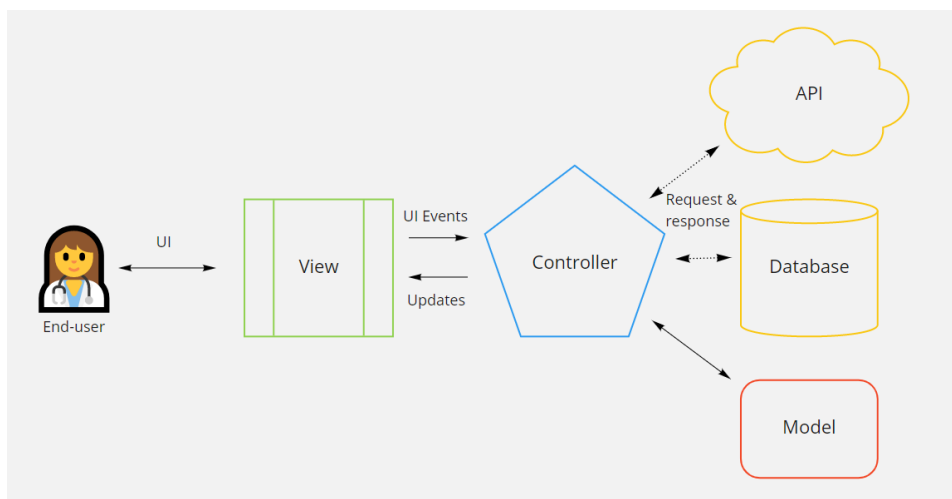 API
UI Events
Request &
response
UI
View
Controller
Database
Updates
End-user
Model